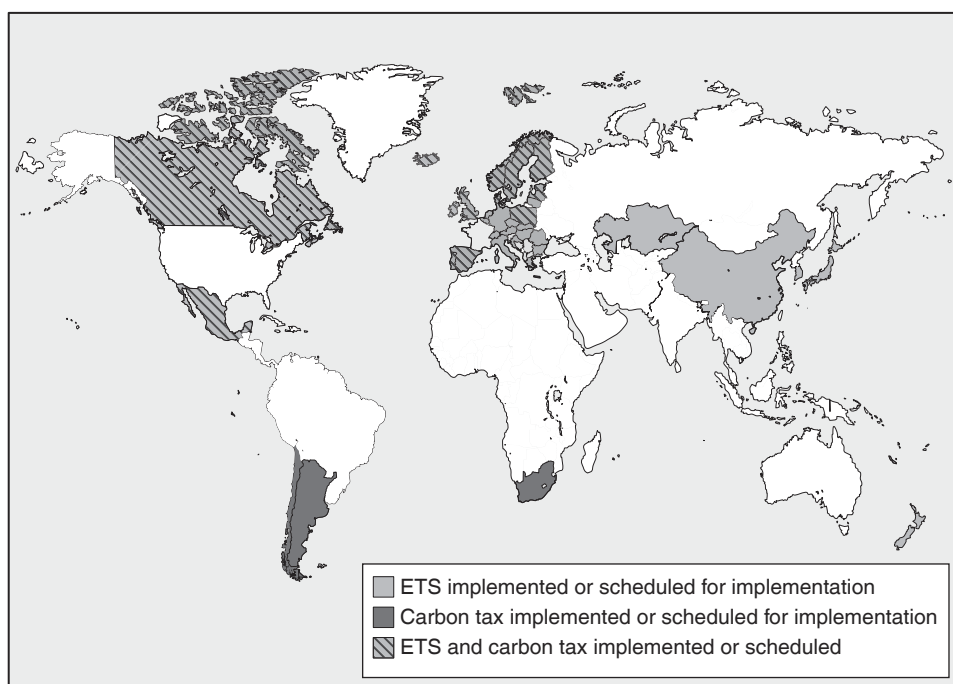 ETS implemented or scheduled for implementation
Carbon tax implemented or scheduled for implementation
ETS and carbon tax implemented or scheduled